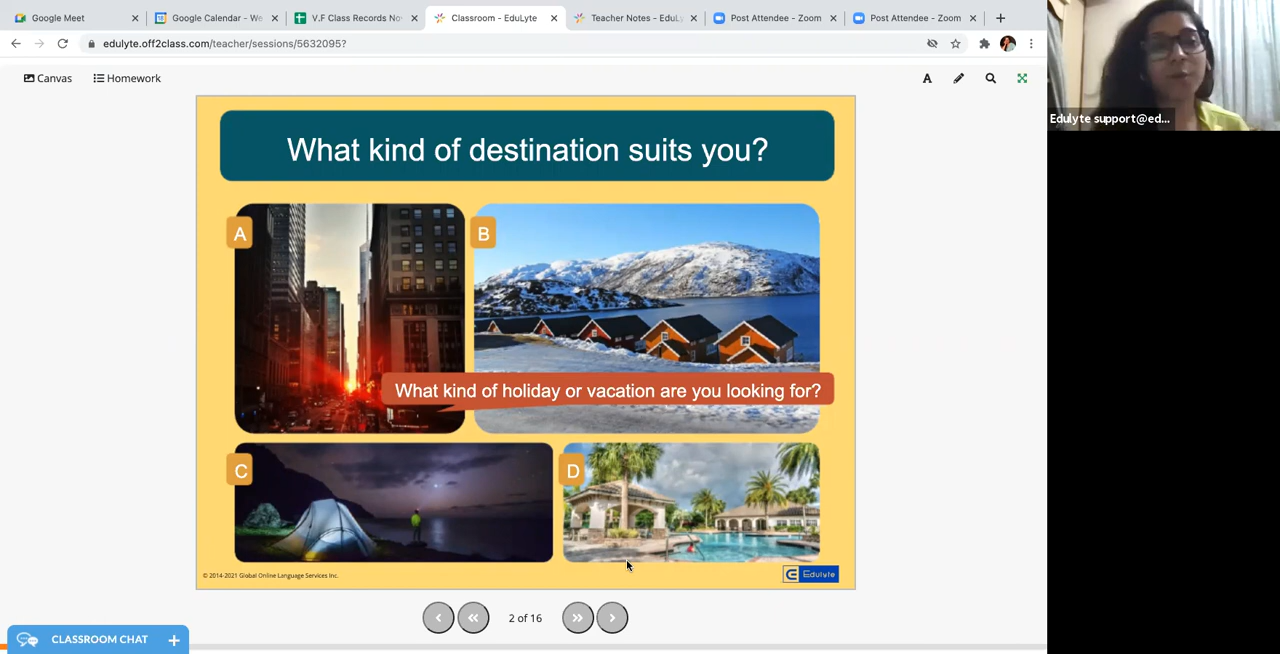 Google Meet
Google Calendar - We
V.F Class Records No
Classroom - EduLyte
Teacher Notes - EduLy
Post Attendee - Zoom
Post Attendee - Zoom
edulyte.off2class.com/teacher/sessions/5632095?
Canvas
Homework
A
Edulyte support@ed...
What kind of destination suits you?
A
B
What kind of holiday or vacation are you looking for?
C
D
© 2014-2021 Global Online Language Services Inc.
Edulyte
2 of 16
CLASSROOM CHAT